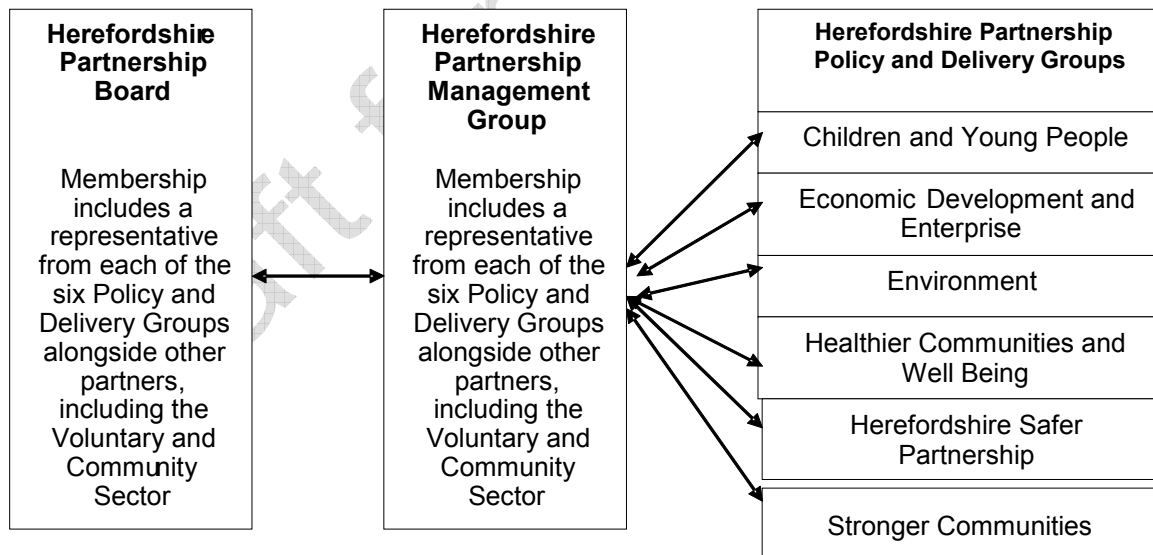 Herefordshire
Partnership
Board
Membership
includes a
representative
from each of the
six Policy and
Delivery Groups
alongside other
partners,
including the
Voluntary and
Community
Sector
Herefordshire
Partnership
Management
Group
Membership
includes a
representative
from each of the
six Policy and
Delivery Groups
alongside other
partners,
including the
Voluntary and
Community
Sector
Herefordshire Partnership
Policy and Delivery Groups
Children and Young People
Economic Development and
Enterprise
Environment
Healthier Communities and
Well Being
Herefordshire Safer
Partnership
Stronger Communities